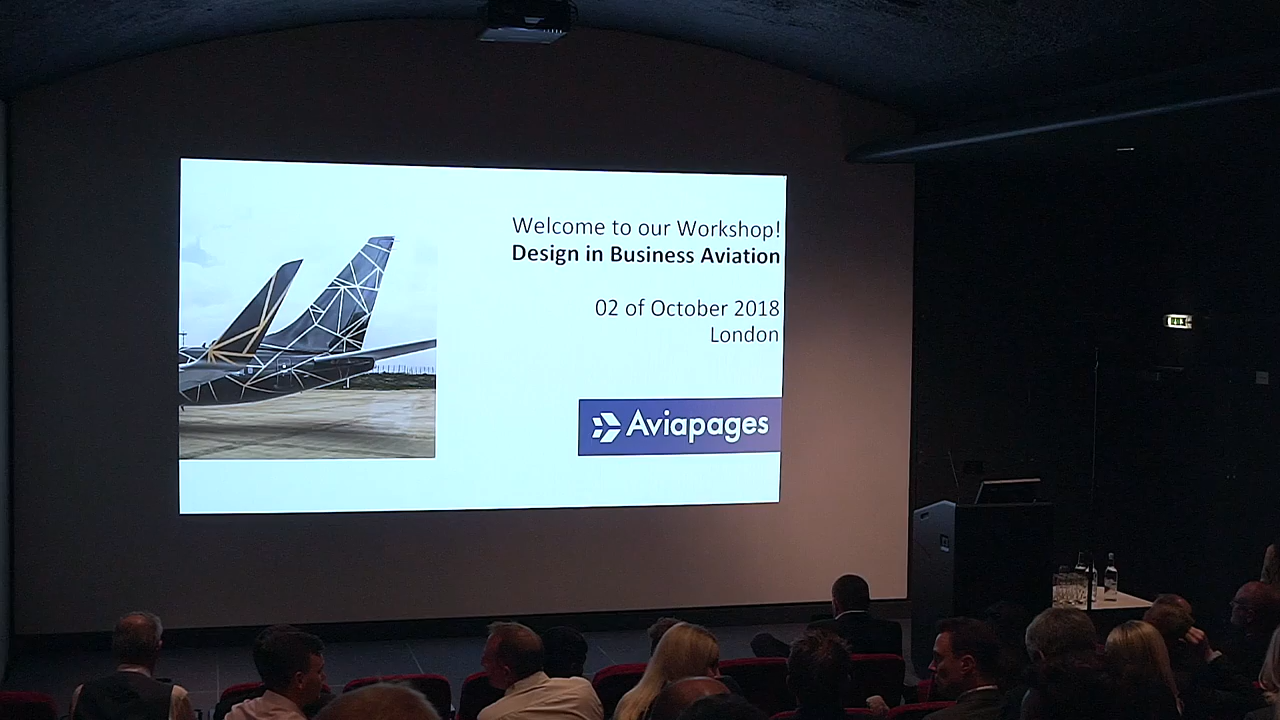 Welcome to our Workshop!
Design in Business Aviation
02 of October 2018
London
Aviapages